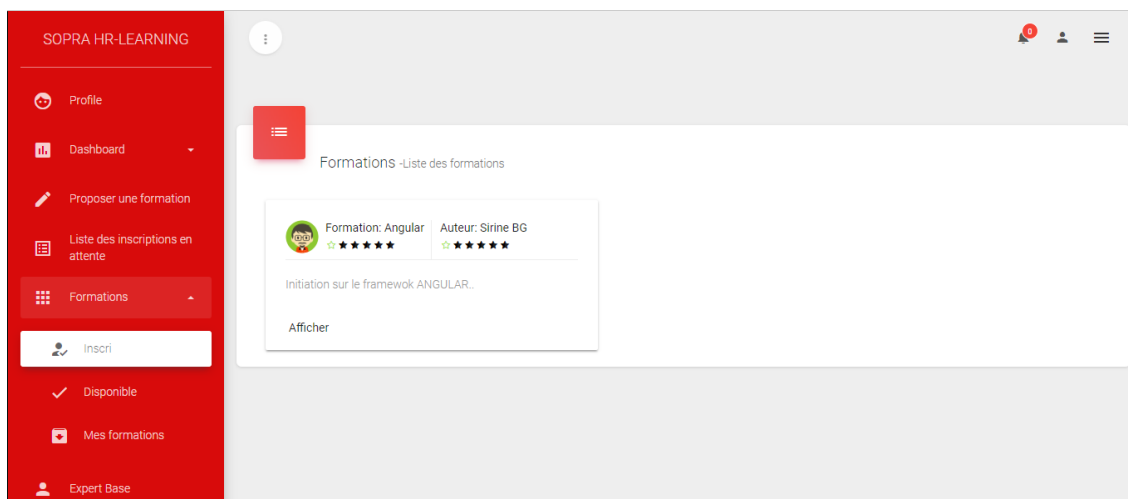 SOPRA HR-LEARNING
Profile
Dashboard
Proposer une formation
Liste des inscriptions en
attente
Formations
Inscri
Disponible
Mes formations
Expert Base
0
Formations -Liste des formations
Formation: Angular
Auteur: Sirine BG
Initiation sur le framewok ANGULAR..
Afficher